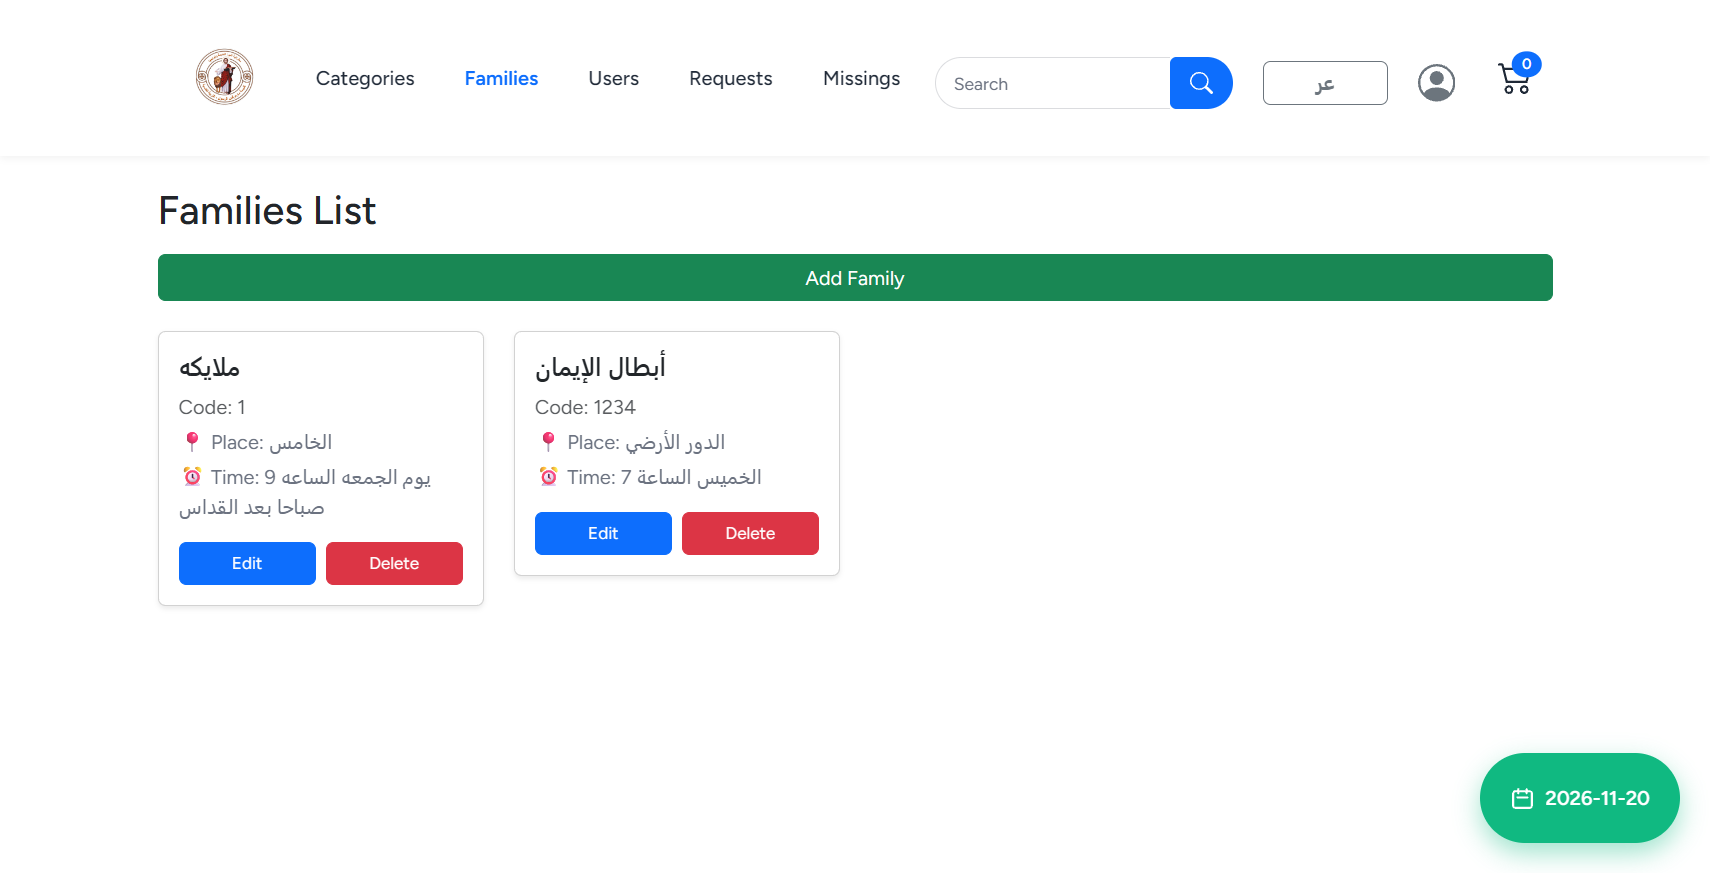 Categories
Families
Users
Requests
Missings
Search
عر
0
Families List
Add Family
ملايكه
Code: 1
Place: الخامس
Time: يوم الجمعه الساعه 9
صباحا بعد القداس
Edit
Delete
أبطال الإيمان
Code: 1234
Place: الدور الأرضي
Time: الخميس الساعة 7
Edit
Delete
2026-11-20